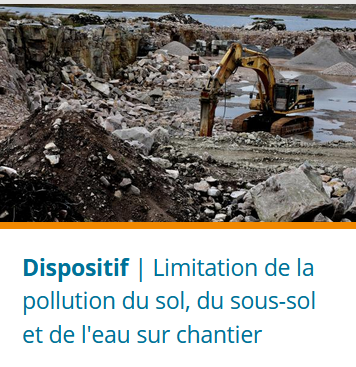 Dispositif | Limitation de la
pollution du sol, du sous-sol
et de l'eau sur chantier